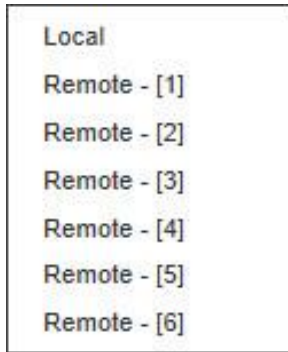 Local
Remote - [1]
Remote - [2]
Remote - [3]
Remote - [4]
Remote - [5]
Remote - [6]